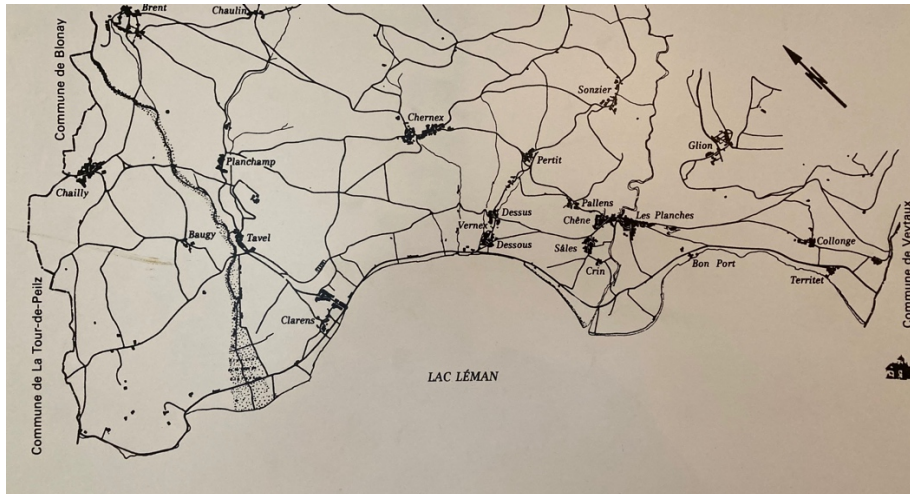 Brent
Chaulin
Commune de Blonay
Sonzier
Chernex
Glion
Planchamp
Pertit
Chailly
Pallens
Dessus
Chêne
Les Planches
Vernex
Baugy
Tavel
Dessous
Sâles
Collonge
Crin
Bon Port
Territet
Commune de Veytaux
Clarens
Commune de La Tour-de-Peilz
LAC LÉMAN